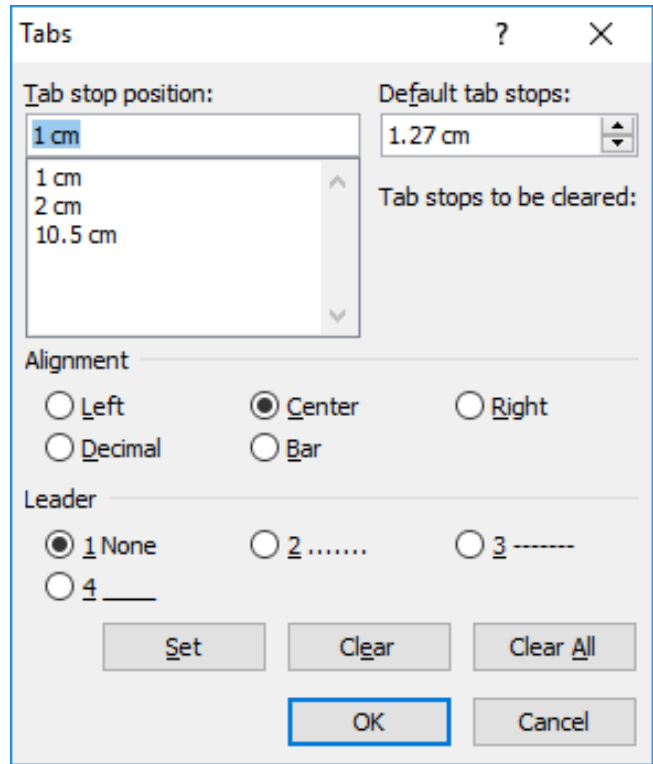 Tabs ?
Tab stop position: Default tab stops:
1 cm 1.27 cm
1 cm
2 cm
10.5 cm
Tab stops to be cleared:
Alignment
Left Center Right
Decimal Bar
Leader
1 None 2 ....... 3 -------
4 ____
Set Clear Clear All
OK Cancel